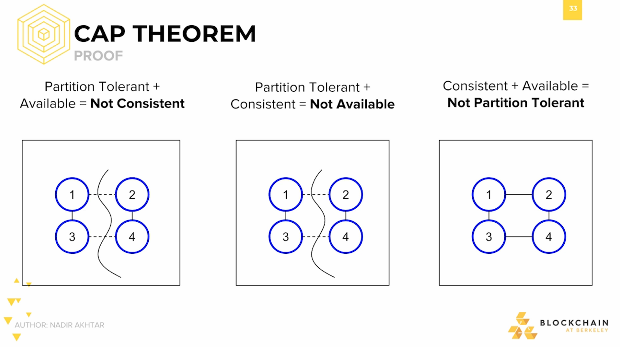 33
CAP THEOREM
PROOF
Partition Tolerant +
Available = Not Consistent
Partition Tolerant +
Consistent = Not Available
Consistent + Available =
Not Partition Tolerant
1 2
3 4
1 2
3 4
1 2
3 4
AUTHOR: NADIR AKHTAR
BLOCKCHAIN
AT BERKELEY